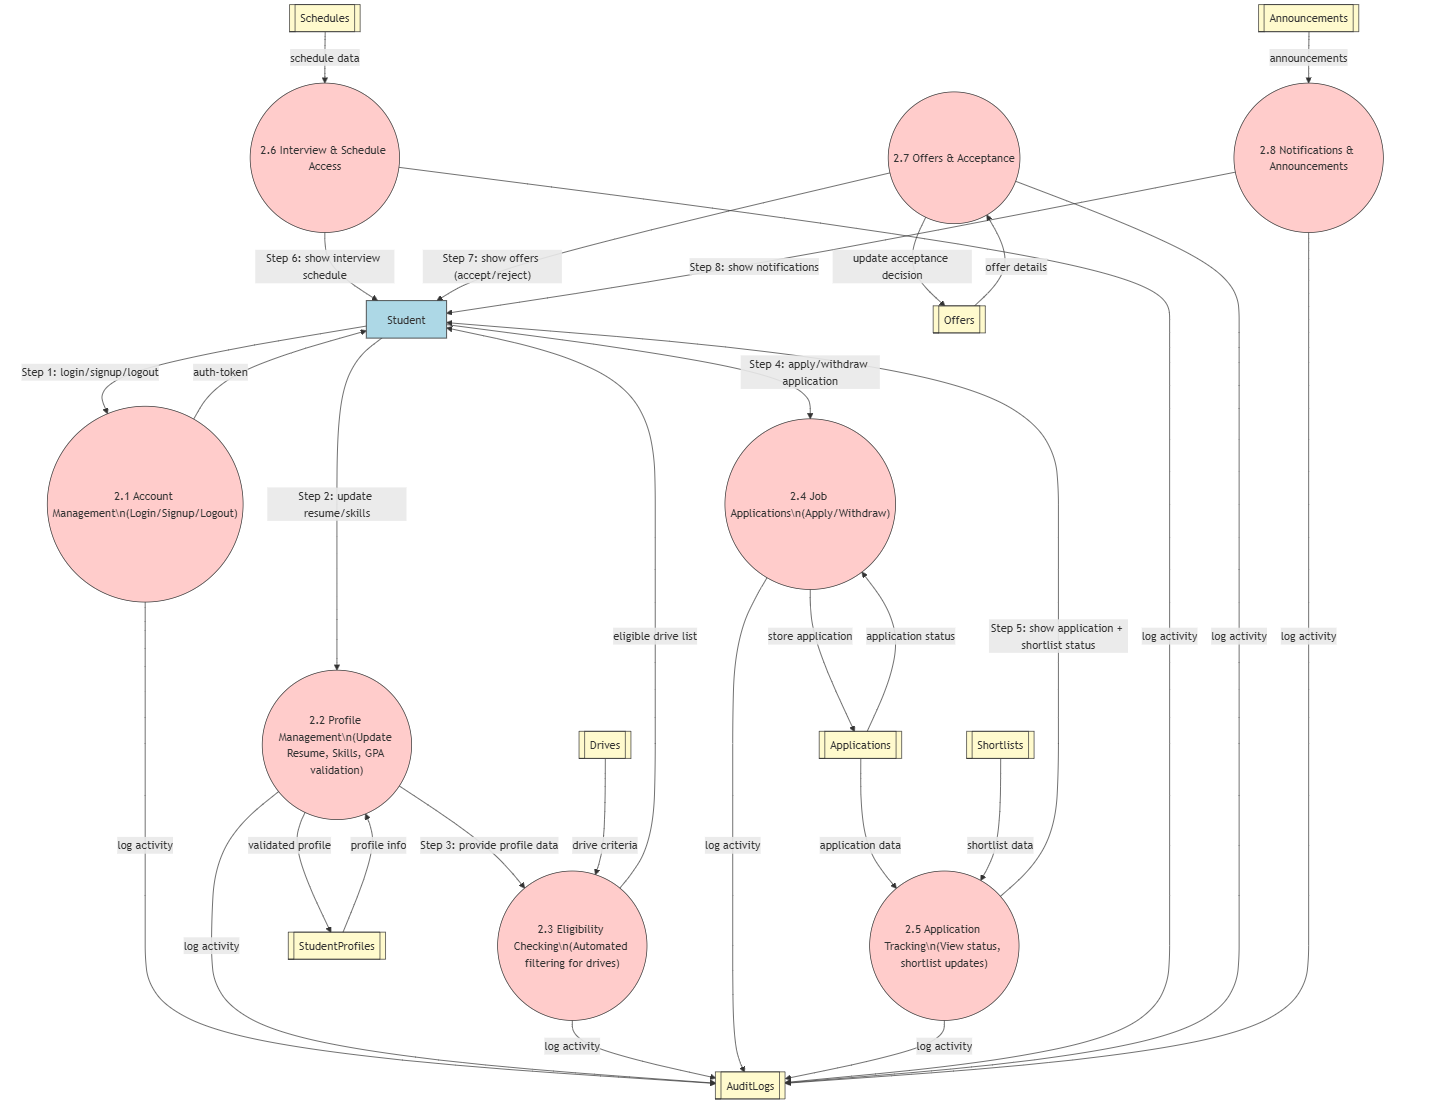 Schedules
Announcements
schedule data
announcements
2.6 Interview & Schedule
Access
2.7 Offers & Acceptance
2.8 Notifications &
Announcements
Step 6: show interview
schedule
Step 7: show offers
(accept/reject)
Step 8: show notifications
update acceptance
decision
offer details
Student
Offers
Step 1: login/signup/logout
auth-token
Step 4: apply/withdraw
application
2.1 Account
Management\n(Login/Signup/Logout)
Step 2: update
resume/skills
2.4 Job
Applications\n(Apply/Withdraw)
eligible drive list
store application
application status
Step 5: show application +
shortlist status
log activity
log activity
log activity
2.2 Profile
Management\n(Update
Resume, Skills, GPA
validation)
Drives
Applications
Shortlists
log activity
validated profile
profile info
Step 3: provide profile data
drive criteria
log activity
application data
shortlist data
log activity
StudentProfiles
2.3 Eligibility
Checking\n(Automated
filtering for drives)
2.5 Application
Tracking\n(View status,
shortlist updates)
log activity
log activity
AuditLogs